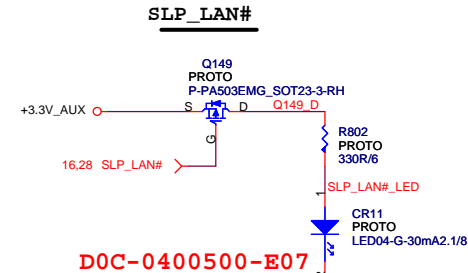 SLP_LAN#
Q149
PROTO
P-PA503EMG_SOT23-3-RH
+3.3V_AUX
S
D
Q149_D
G
R802
PROTO
330R/6
16,28 SLP_LAN#
1
SLP_LAN#_LED
CR11
PROTO
LED04-G-30mA2.1/8
D0C-0400500-E07